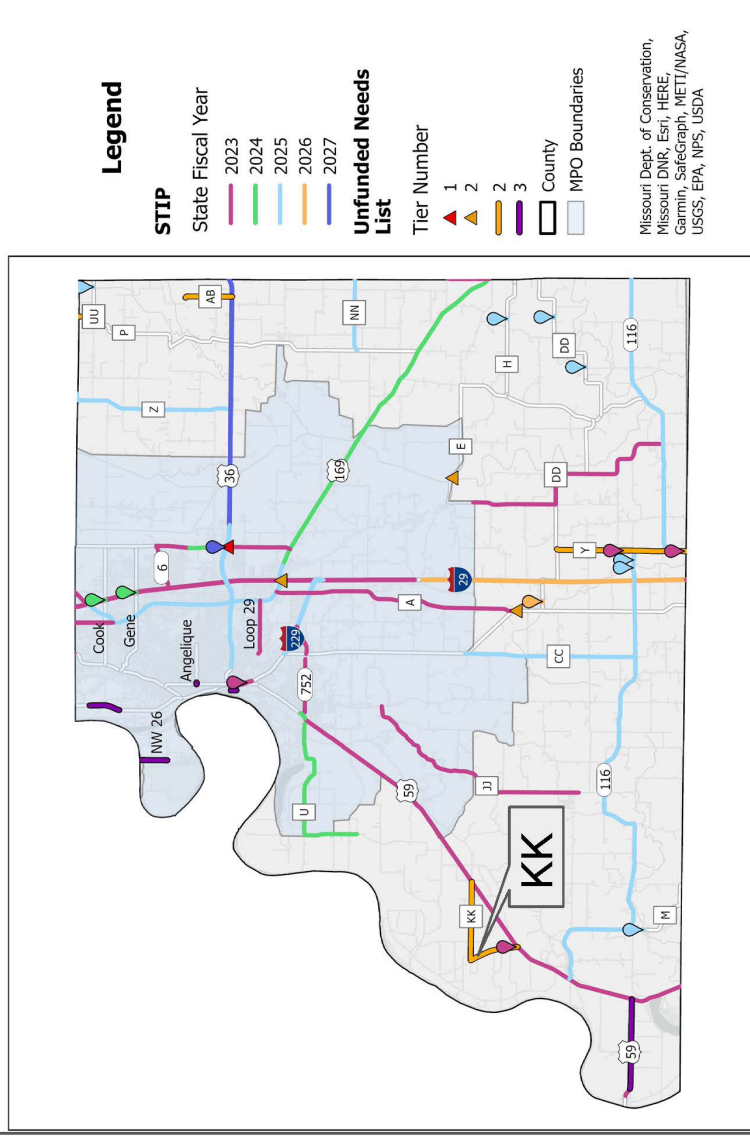 Legend
STIP
State Fiscal Year
2023
2024
2025
2026
2027
Unfunded Needs
List
Tier Number
1
2
2
3
County
MPO Boundaries
Missouri Dept. of Conservation,
Missouri DNR, Esri, HERE,
Garmin, SafeGraph, METI/NASA,
USGS, EPA, NPS, USDA
UU
P
AB
Z
NN
36
169
H
DD
116
E
DD
6
Cook
Gene
Y
29
A
Loop 29
229
Angelique
CC
752
NW 26
U
59
JJ
116
KK
KK
M
59